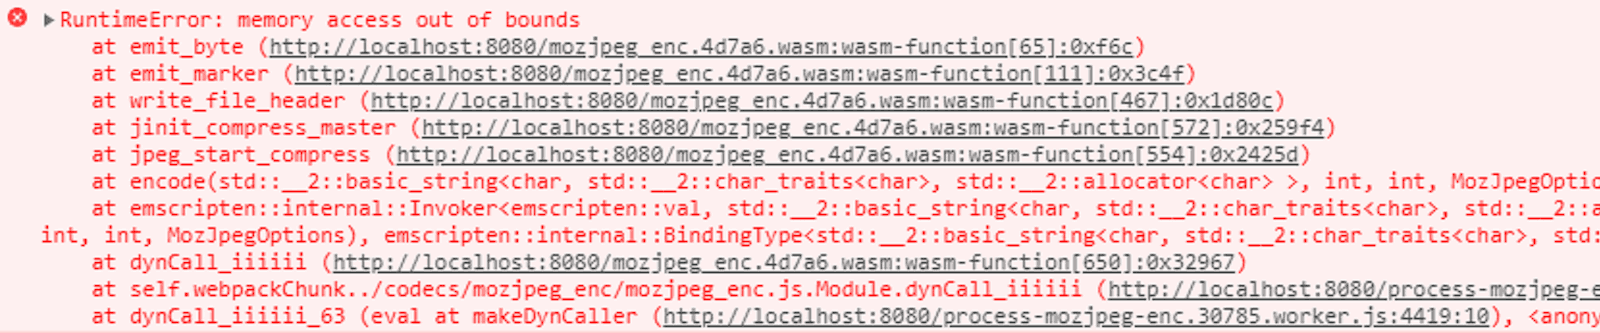 RuntimeError: memory access out of bounds
at emit_byte (http://localhost:8080/mozjpeg_enc.4d7a6.wasm:wasm-function[65]:0xf6c)
at emit_marker (http://localhost:8080/mozjpeg_enc.4d7a6.wasm:wasm-function[111]:0x3c4f)
at write_file_header (http://localhost:8080/mozjpeg_enc.4d7a6.wasm:wasm-function[467]:0x1d80c)
at jinit_compress_master (http://localhost:8080/mozjpeg_enc.4d7a6.wasm:wasm-function[572]:0x259f4)
at jpeg_start_compress (http://localhost:8080/mozjpeg_enc.4d7a6.wasm:wasm-function[554]:0x2425d)
at encode(std::__2::basic_string<char, std::__2::char_traits<char>, std::__2::allocator<char> >, int, int, MozJpegOptio
at emscripten::internal::Invoker<emscripten::val, std::__2::basic_string<char, std::__2::char_traits<char>, std::__2::a
int, int, MozJpegOptions), emscripten::internal::BindingType<std::__2::basic_string<char, std::__2::char_traits<char>, std:
at dynCall_iiiiii (http://localhost:8080/mozjpeg_enc.4d7a6.wasm:wasm-function[650]:0x32967)
at self.webpackChunk../codecs/mozjpeg_enc/mozjpeg_enc.js.Module.dynCall_iiiiii (http://localhost:8080/process-mozjpeg-e
at dynCall_iiiiii_63 (eval at makeDynCaller (http://localhost:8080/process-mozjpeg-enc.30785.worker.js:4419:10), <anony